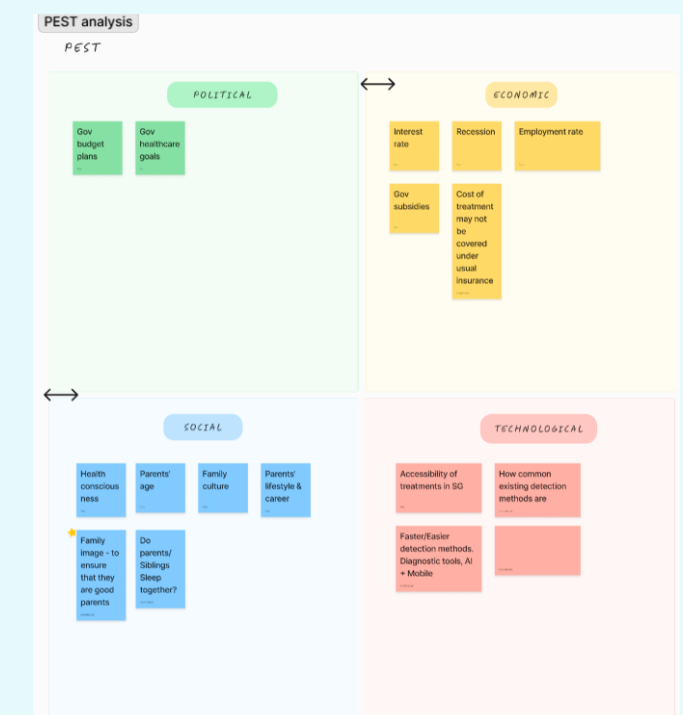 PEST analysis
PEST
POLITICAL
Gov
budget
plans
Gov
healthcare
goals
ECONOMIC
Interest
rate
Recession
Employment rate
Gov
subsidies
Cost of
treatment
may not
be
covered
under
usual
insurance
SOCIAL
Health
conscious
ness
Parents'
age
Family
culture
Parents'
lifestyle &
career
Family
image - to
ensure
that they
are good
parents
Do
parents/
Siblings
Sleep
together?
TECHNOLOGICAL
Accessibility of
treatments in SG
How common
existing detection
methods are
Faster/Easier
detection methods.
Diagnostic tools, AI
+ Mobile